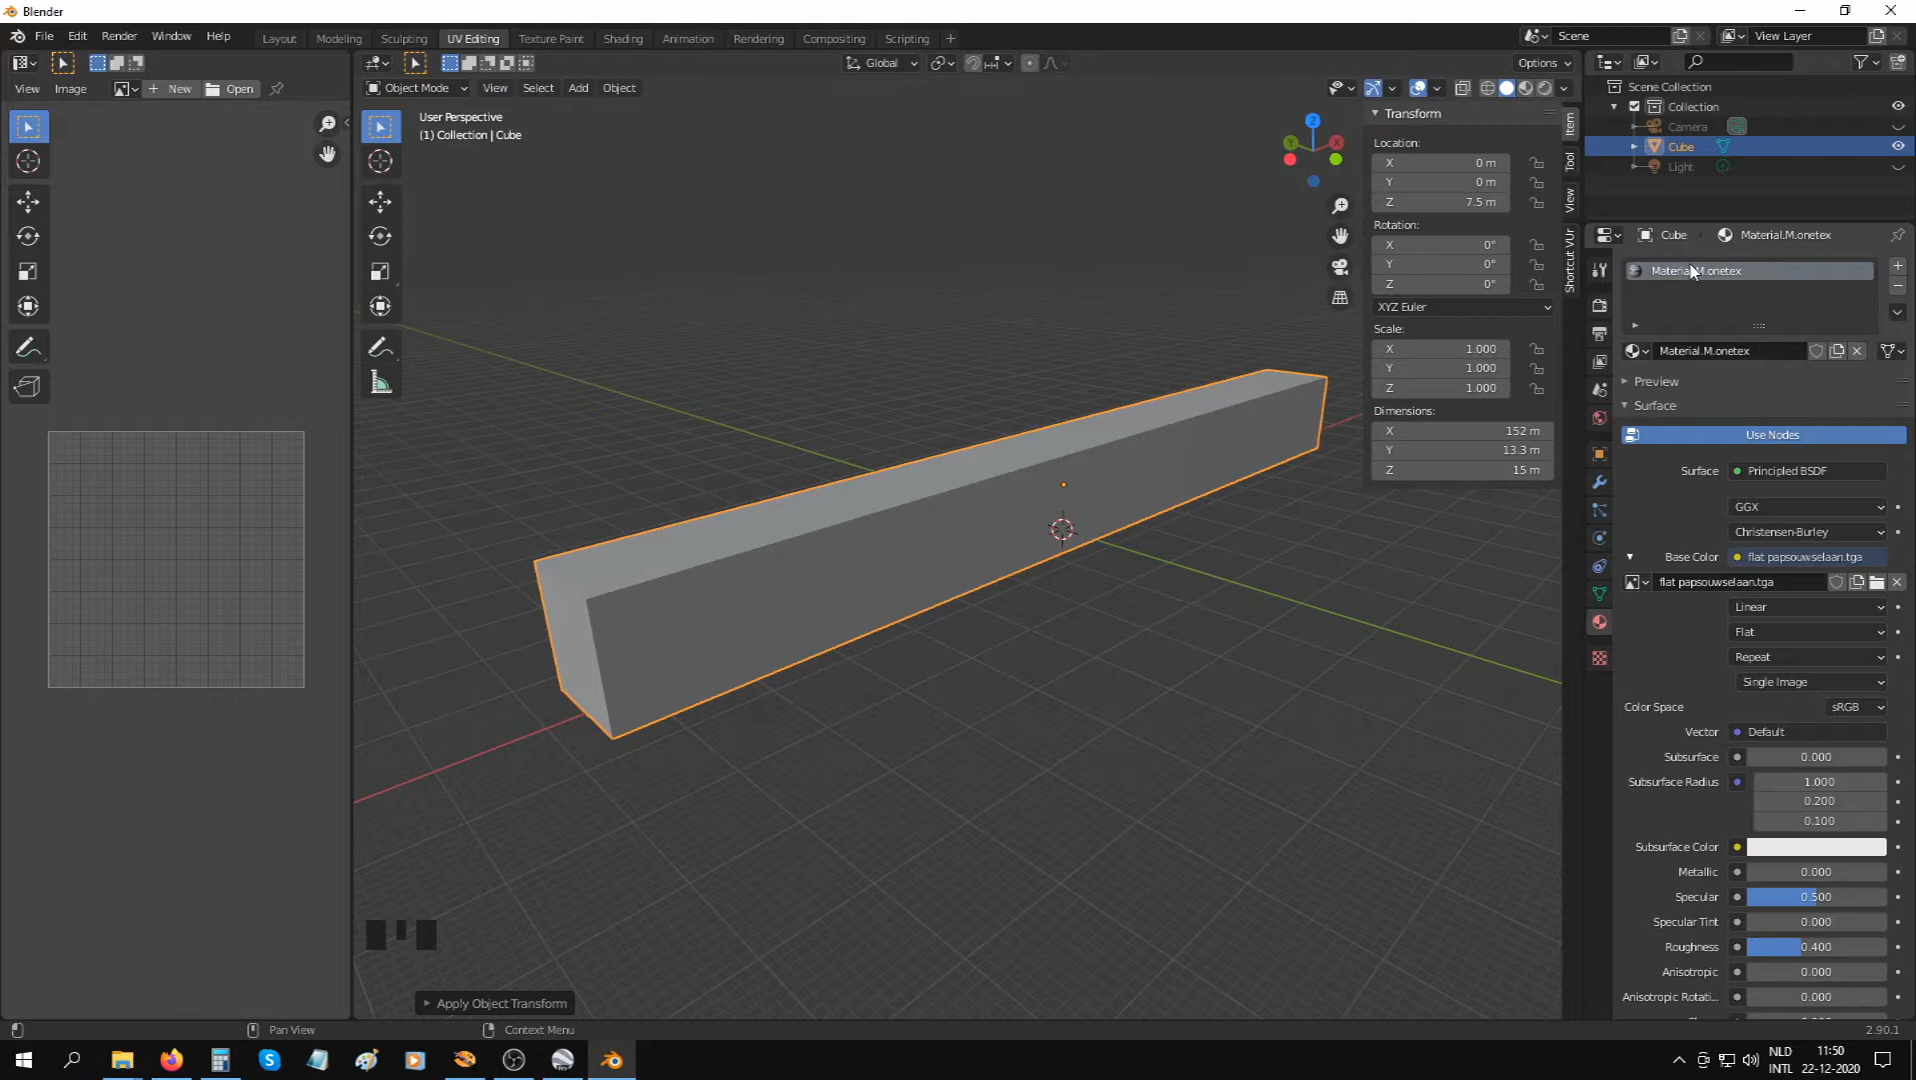 Blender
File Edit Render Window Help
Layout Modeling Sculpting UV Editing Texture Paint Shading Animation Rendering Compositing Scripting +
Scene
View Layer
Global
Options
View Image
New Open
Object Mode View Select Add Object
User Perspective
(1) Collection | Cube
Scene Collection
Collection
Camera
Cube
Light
Transform
Location:
X 0 m
Y 0 m
Z 7.5 m
Rotation:
X 0°
Y 0°
Z 0°
XYZ Euler
Scale:
X 1.000
Y 1.000
Z 1.000
Dimensions:
X 152 m
Y 13.3 m
Z 15 m
Item
Tool
View
Shortcut VUr
Z
Y
X
Cube Material.M.onetex
Material.M.onetex
Material.M.onetex
Preview
Surface
Use Nodes
Surface Principled BSDF
GGX
Christensen-Burley
Base Color flat papsouwselaan.tga
flat papsouwselaan.tga
Linear
Flat
Repeat
Single Image
Color Space sRGB
Vector Default
Subsurface 0.000
Subsurface Radius 1.000
0.200
0.100
Subsurface Color
Metallic 0.000
Specular 0.500
Specular Tint 0.000
Roughness 0.400
Anisotropic 0.000
Anisotropic Rotati... 0.000
Apply Object Transform
Pan View
Context Menu
2.90.1
NLD
INTL
11:50
22-12-2020